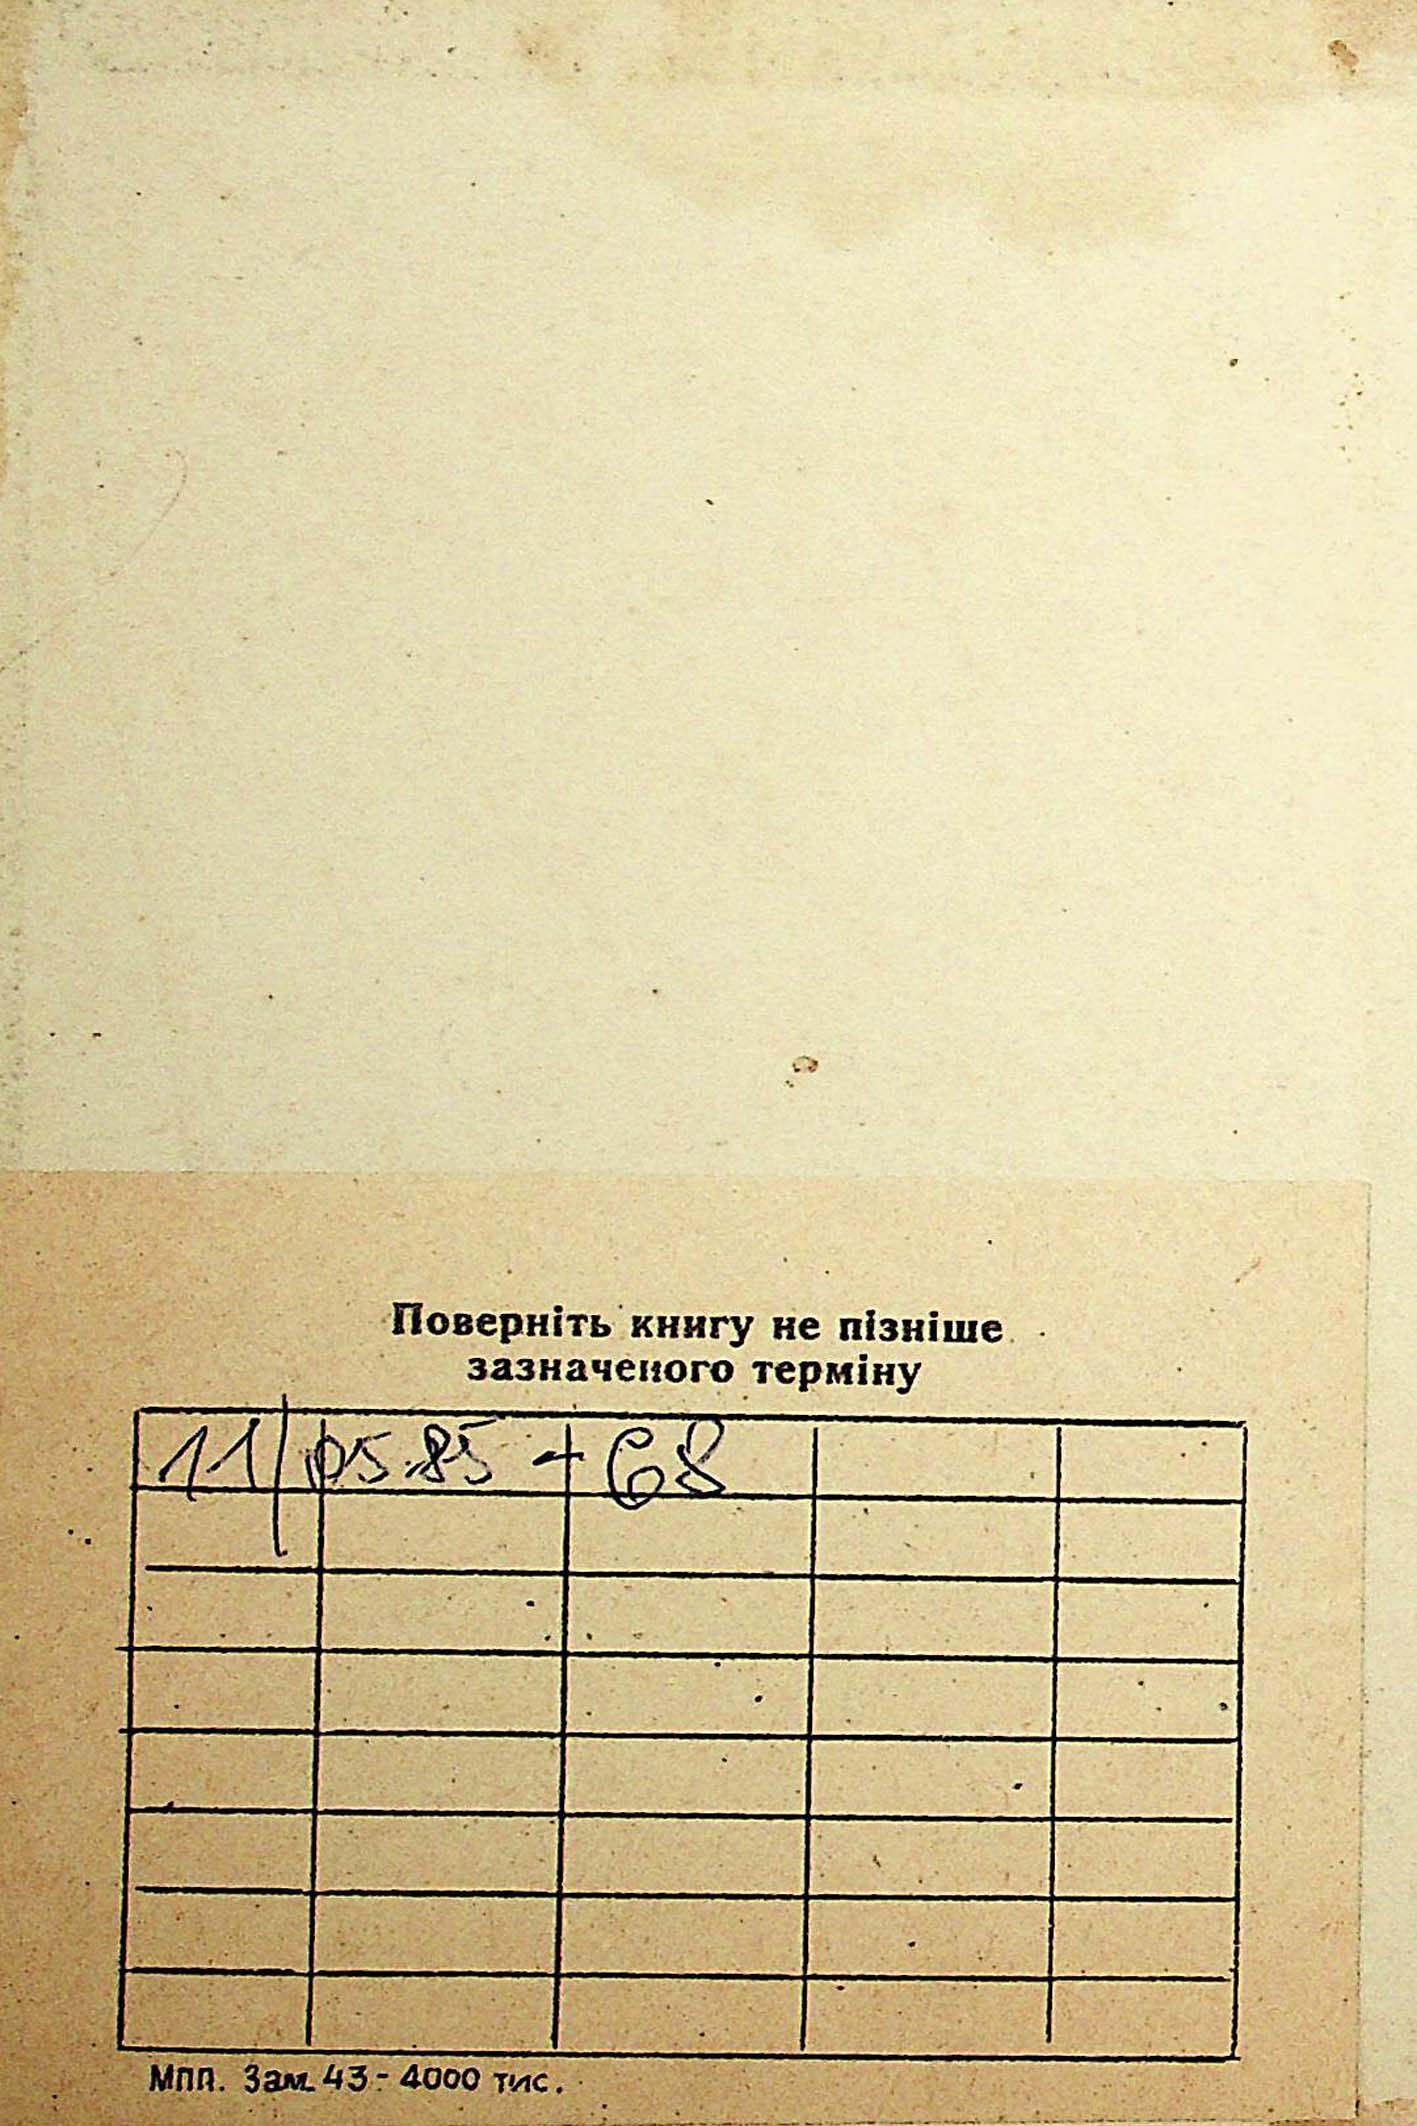 Поверніть книгу не пізніше
зазначеного терміну
11/05.85 + 68
МПП. Зам. 43 - 4000 тис.